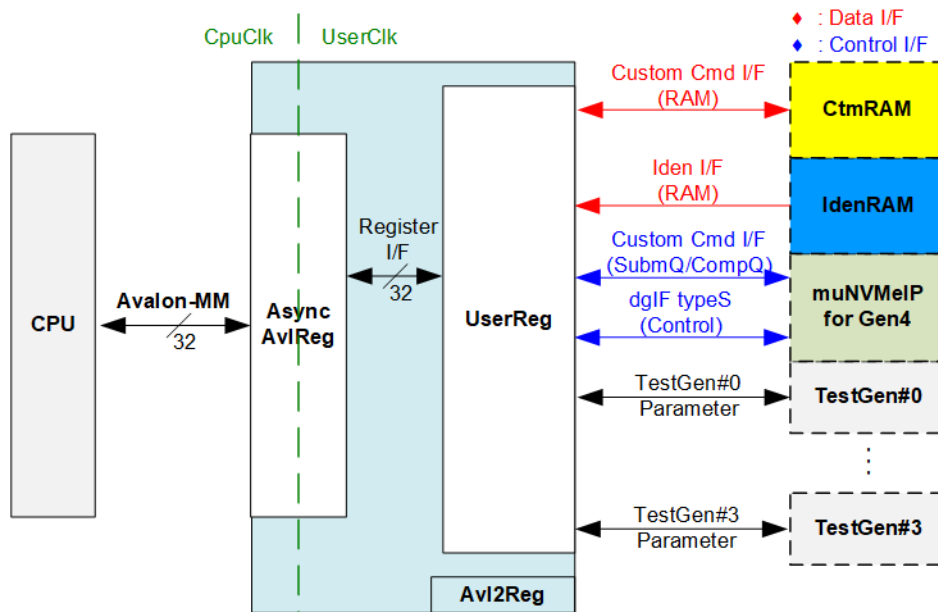 CpuClk
UserClk
♦ : Data I/F
♦ : Control I/F
Custom Cmd I/F
(RAM)
CtmRAM
Iden I/F
(RAM)
IdenRAM
Register
I/F
32
Custom Cmd I/F
(SubmQ/CompQ)
dgIF typeS
(Control)
muNVMeIP
for Gen4
CPU
Avalon-MM
32
Async
AvlReg
UserReg
TestGen#0
Parameter
TestGen#0
⋮
TestGen#3
Parameter
TestGen#3
Avl2Reg